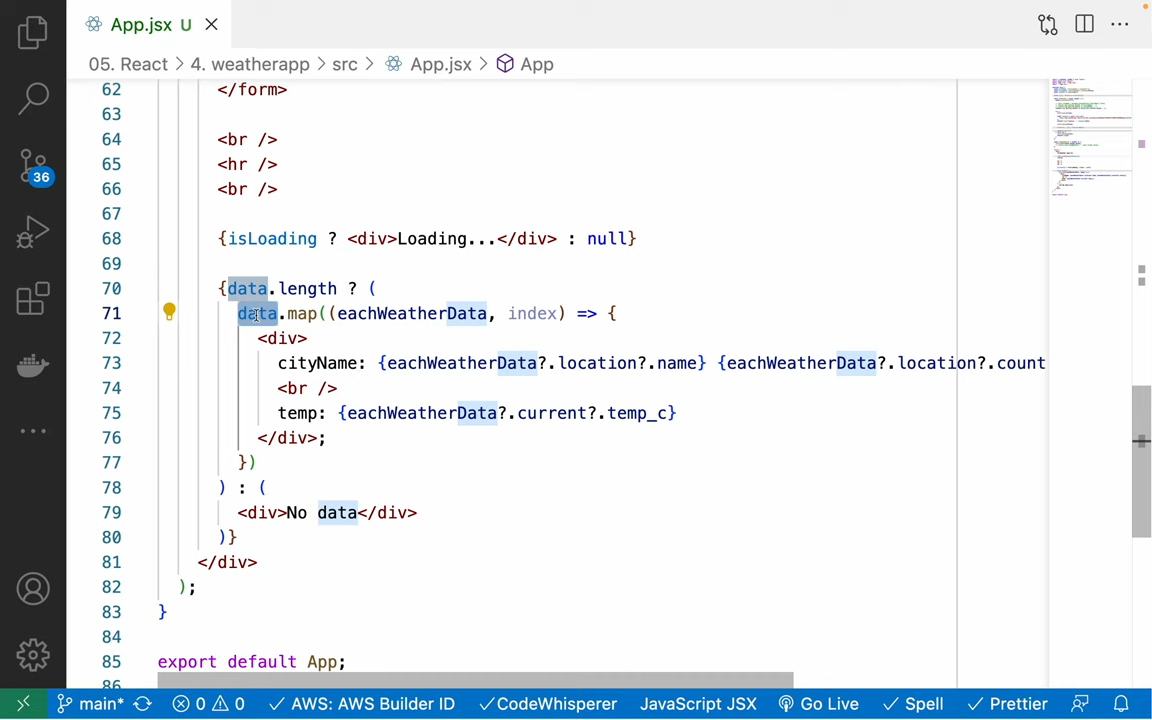 App.jsx U
05. React > 4. weatherapp > src > App.jsx > App
62 </form>
63
64 <br />
65 <hr />
66 <br />
67
68 {isLoading ? <div>Loading...</div> : null}
69
70 {data.length ? (
71 data.map((eachWeatherData, index) => {
72 <div>
73 cityName: {eachWeatherData?.location?.name} {eachWeatherData?.location?.count
74 <br />
75 temp: {eachWeatherData?.current?.temp_c}
76 </div>;
77 })
78 ) : (
79 <div>No data</div>
80 )}
81 </div>
82 );
83 }
84
85 export default App;
86
36
main* 0 0 AWS: AWS Builder ID CodeWhisperer JavaScript JSX Go Live Spell Prettier